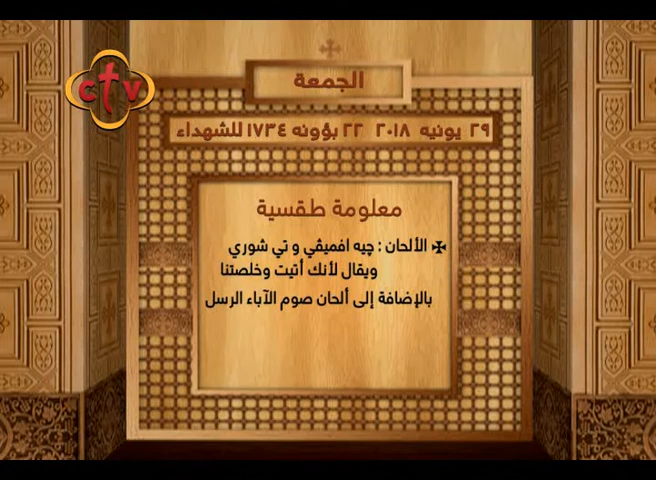 ctv
الجمعة
٢٩ يونيه ٢٠١٨ ٢٢ بؤونه ١٧٣٤ للشهداء
معلومة طقسية
الألحان : چيه افميڤي و تي شوري
ويقال لأنك أتيت وخلصتنا
بالإضافة إلى ألحان صوم الآباء الرسل